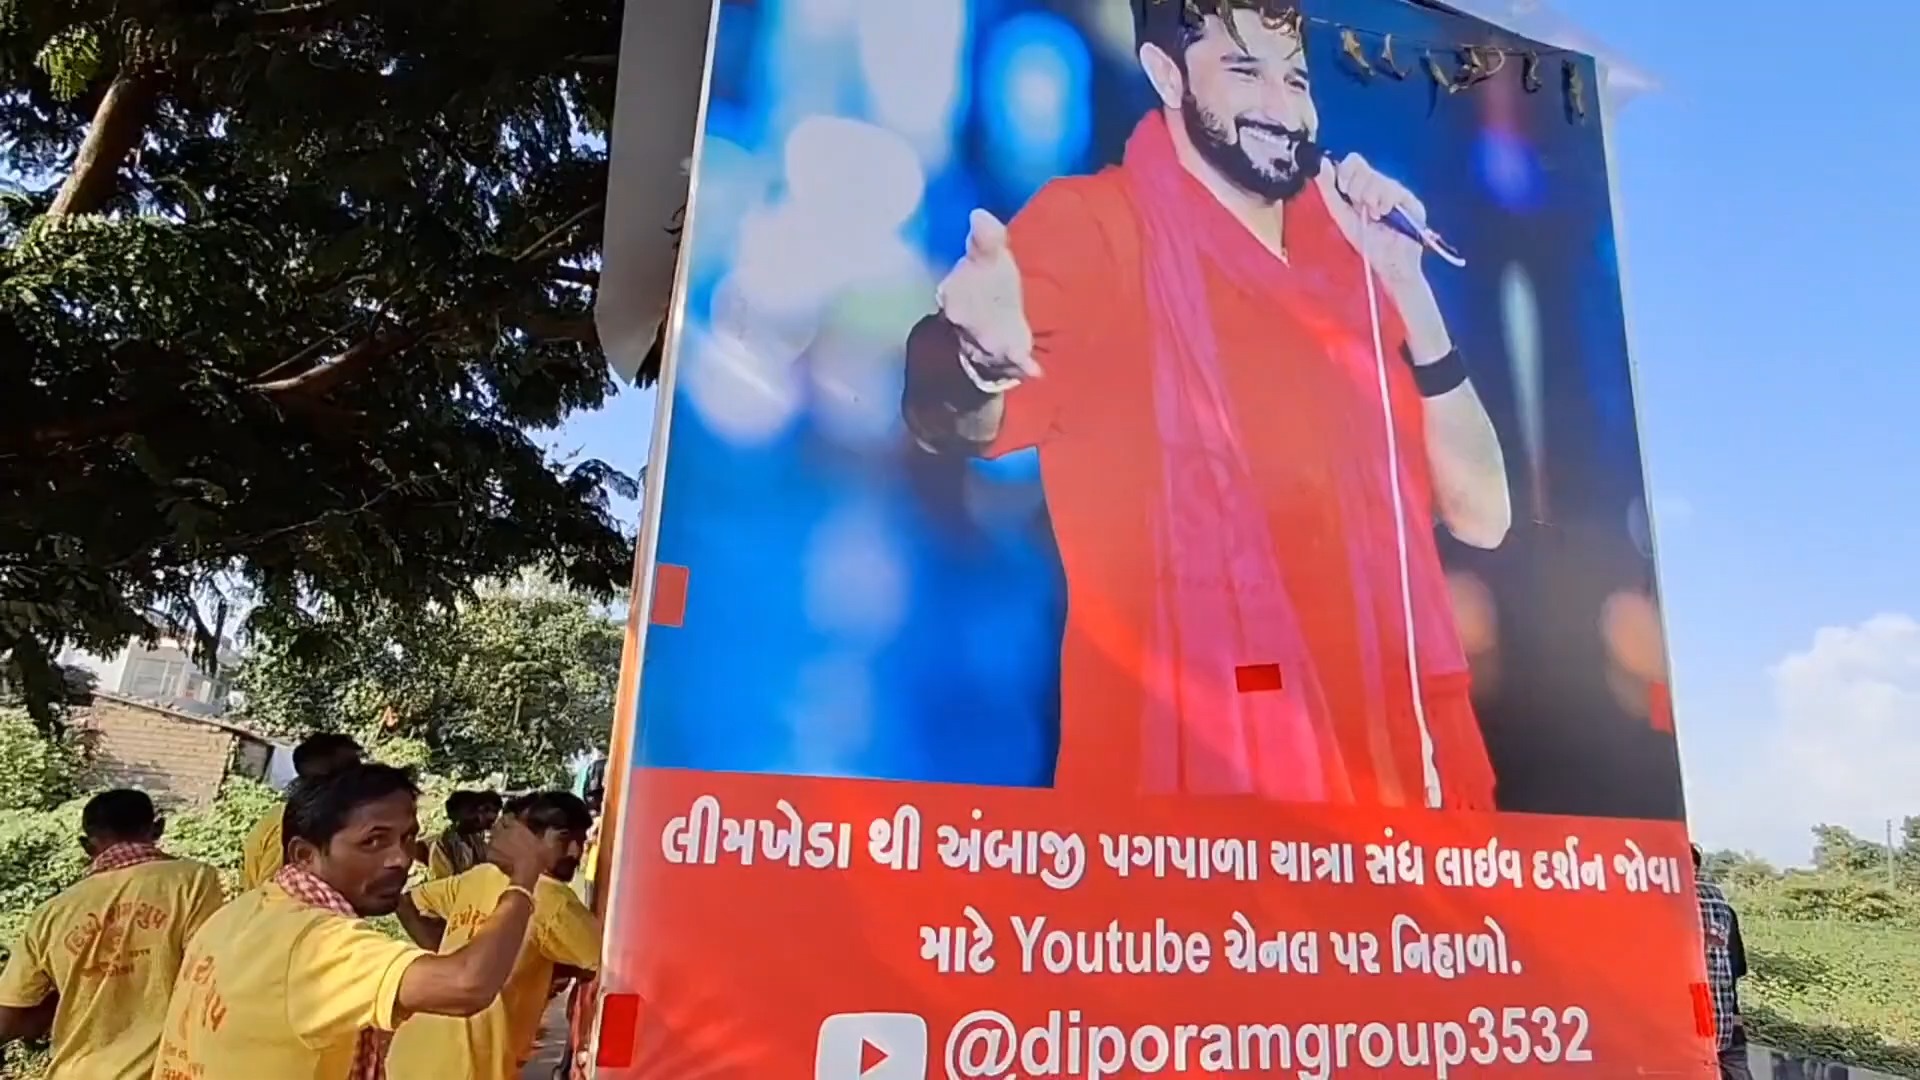 લીમખેડા થી અંબાજી પગપાળા યાત્રા સંઘ લાઈવ દર્શન જોવા
માટે Youtube ચેનલ પર નિહાળો.
@diporamgroup3532